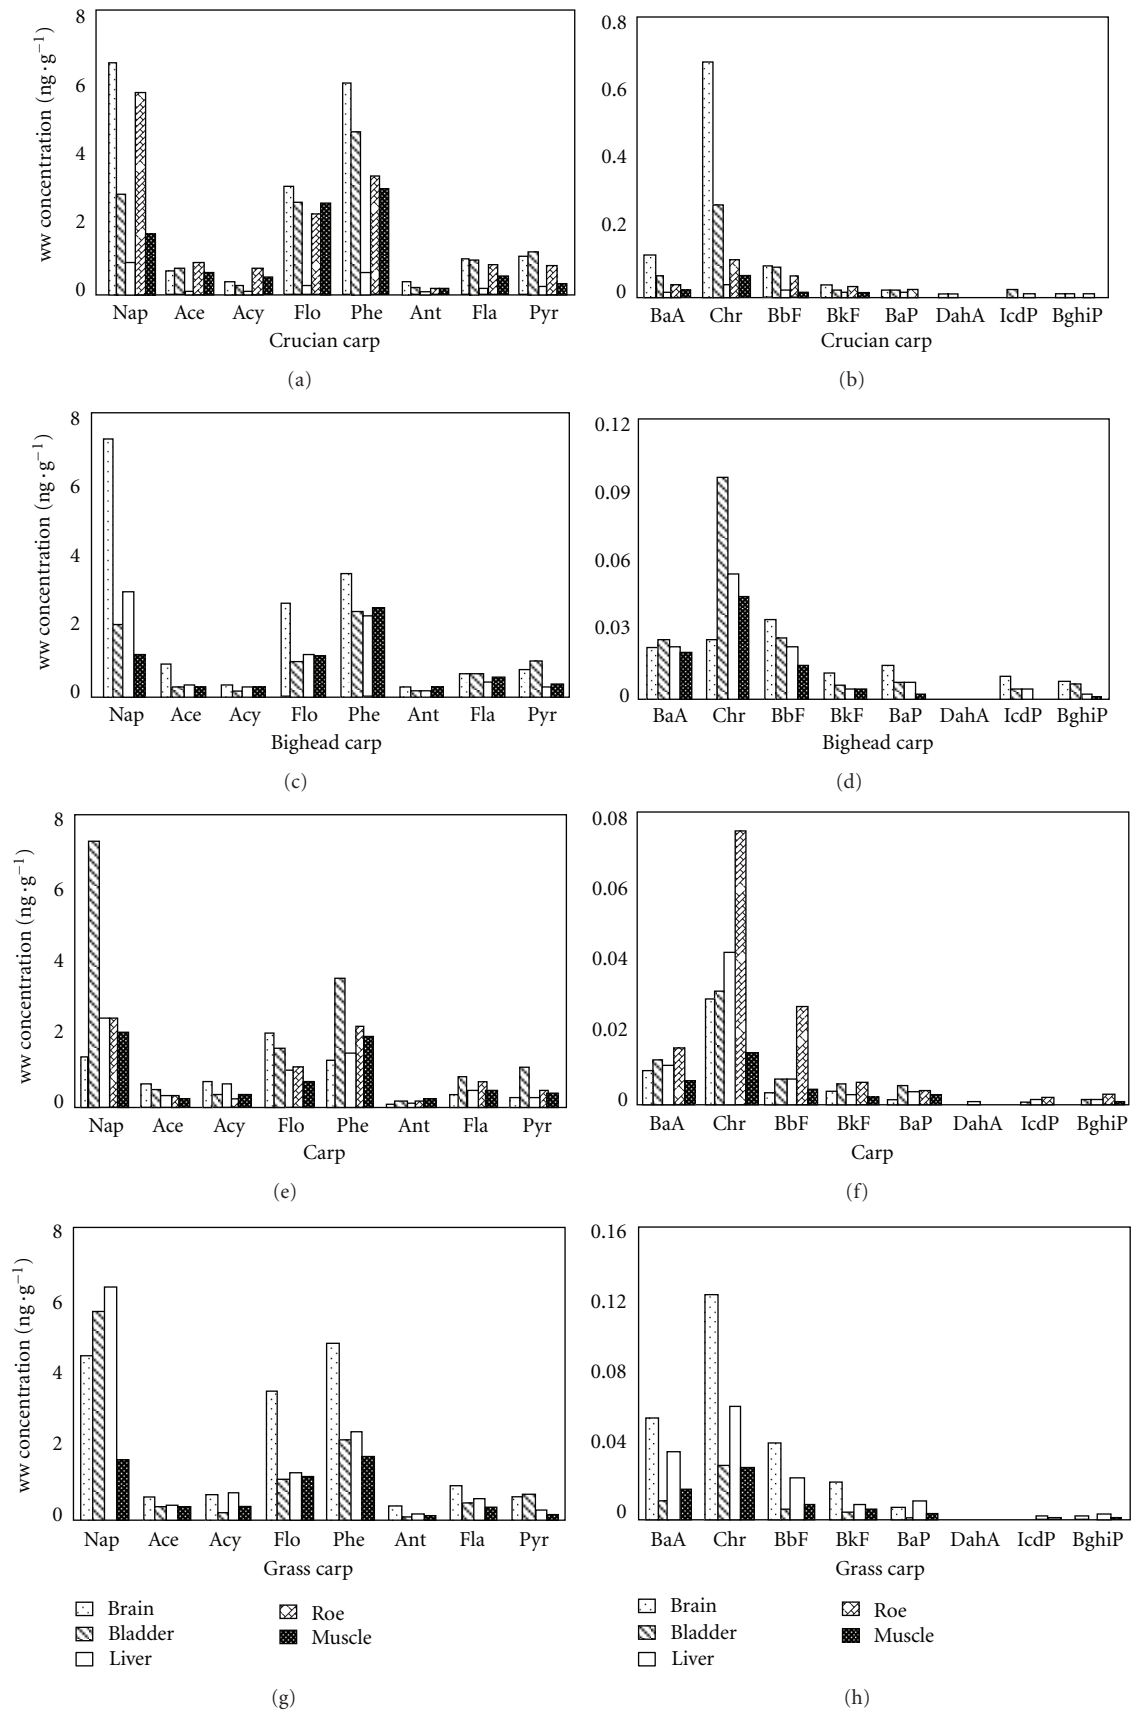 ww concentration (ng·g⁻¹)
8
6
4
2
0
Nap Ace Acy Flo Phe Ant Fla Pyr
Crucian carp
(a)
0.8
0.6
0.4
0.2
0
BaA Chr BbF BkF BaP DahA IcdP BghiP
Crucian carp
(b)
ww concentration (ng·g⁻¹)
8
6
4
2
0
Nap Ace Acy Flo Phe Ant Fla Pyr
Bighead carp
(c)
0.12
0.09
0.06
0.03
0
BaA Chr BbF BkF BaP DahA IcdP BghiP
Bighead carp
(d)
ww concentration (ng·g⁻¹)
8
6
4
2
0
Nap Ace Acy Flo Phe Ant Fla Pyr
Carp
(e)
0.08
0.06
0.04
0.02
0
BaA Chr BbF BkF BaP DahA IcdP BghiP
Carp
(f)
ww concentration (ng·g⁻¹)
8
6
4
2
0
Nap Ace Acy Flo Phe Ant Fla Pyr
Grass carp
Brain
Bladder
Liver
Roe
Muscle
(g)
0.16
0.12
0.08
0.04
0
BaA Chr BbF BkF BaP DahA IcdP BghiP
Grass carp
Brain
Bladder
Liver
Roe
Muscle
(h)